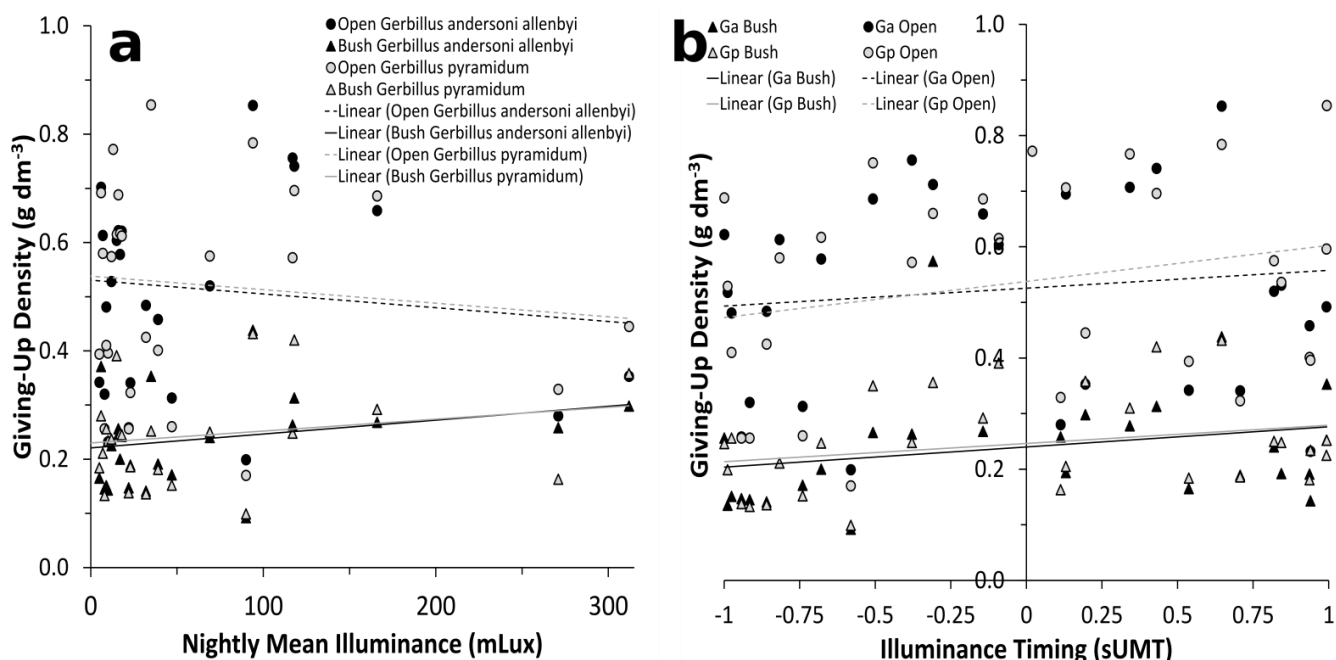 a
Open Gerbillus andersoni allenbyi
Bush Gerbillus andersoni allenbyi
Open Gerbillus pyramidum
Bush Gerbillus pyramidum
Linear (Open Gerbillus andersoni allenbyi)
Linear (Bush Gerbillus andersoni allenbyi)
Linear (Open Gerbillus pyramidum)
Linear (Bush Gerbillus pyramidum)
Giving-Up Density (g dm⁻³)
1.0
0.8
0.6
0.4
0.2
0.0
0 100 200 300
Nightly Mean Illuminance (mLux)
b
Ga Bush Ga Open
Gp Bush Gp Open
Linear (Ga Bush) Linear (Ga Open)
Linear (Gp Bush) Linear (Gp Open)
Giving-Up Density (g dm⁻³)
1.0
0.8
0.6
0.4
0.2
0.0
-1 -0.75 -0.5 -0.25 0 0.25 0.5 0.75 1
Illuminance Timing (sUMT)